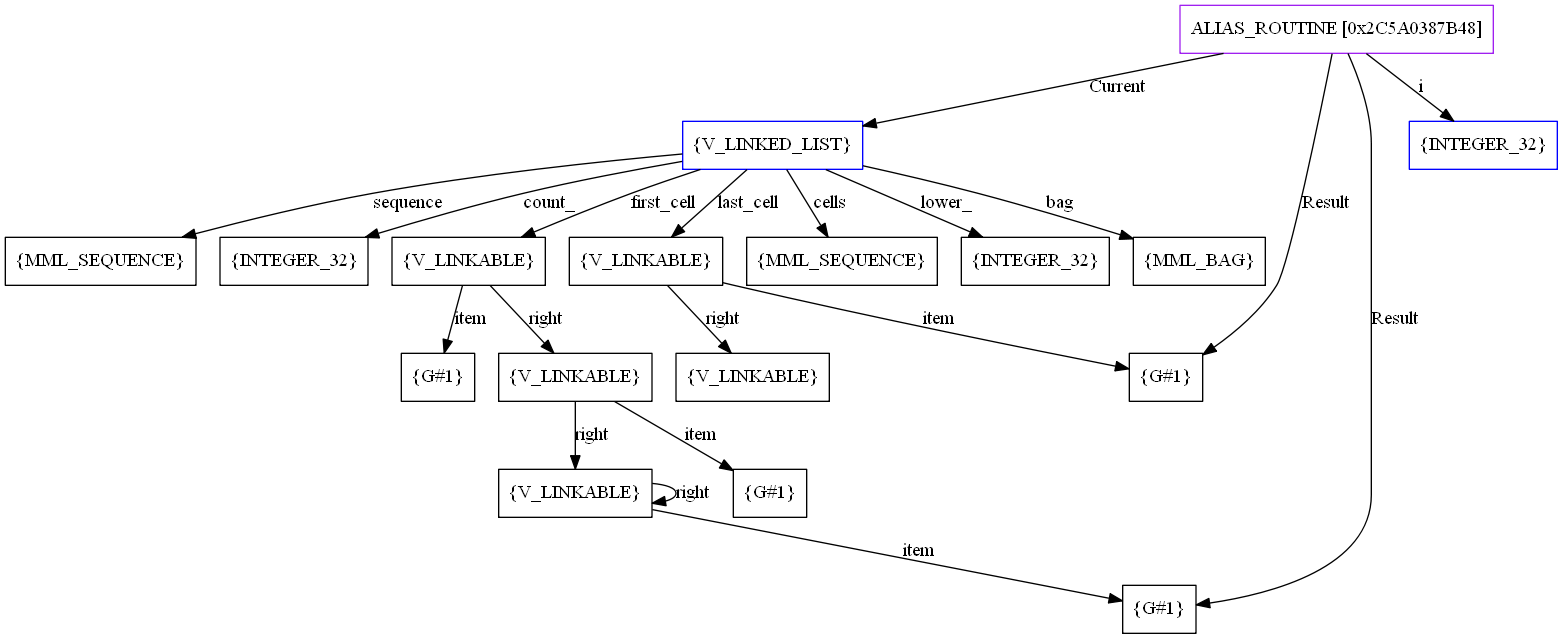 ALIAS_ROUTINE [0x2C5A0387B48]
Current
i
{V_LINKED_LIST}
{INTEGER_32}
sequence
count_
first_cell
last_cell
cells
lower_
bag
Result
{MML_SEQUENCE}
{INTEGER_32}
{V_LINKABLE}
{V_LINKABLE}
{MML_SEQUENCE}
{INTEGER_32}
{MML_BAG}
item
right
right
item
Result
{G#1}
{V_LINKABLE}
{V_LINKABLE}
{G#1}
right
item
{V_LINKABLE}
right
{G#1}
item
{G#1}